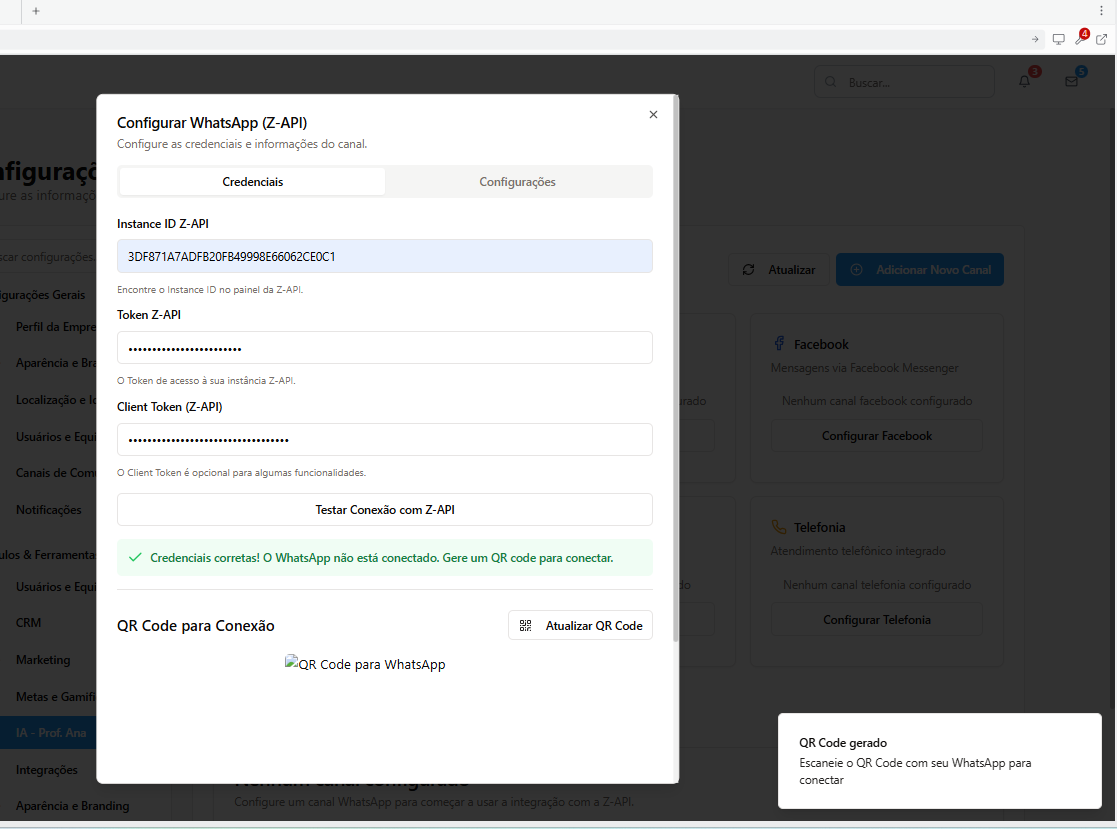 4
Buscar...
3
5
Configurar WhatsApp (Z-API)
Configure as credenciais e informações do canal.
Credenciais
Configurações
Instance ID Z-API
3DF871A7ADFB20FB49998E66062CE0C1
Encontre o Instance ID no painel da Z-API.
Token Z-API
••••••••••••••••••••••••
O Token de acesso à sua instância Z-API.
Client Token (Z-API)
••••••••••••••••••••••••••••••••••
O Client Token é opcional para algumas funcionalidades.
Testar Conexão com Z-API
Credenciais corretas! O WhatsApp não está conectado. Gere um QR code para conectar.
QR Code para Conexão
Atualizar QR Code
QR Code para WhatsApp
nfiguraçõ
ure as informaçõ
scar configurações.
igurações Gerais
Perfil da Empre
Aparência e Bra
Localização e Id
Usuários e Equi
Canais de Com
Notificações
ulos & Ferramenta
Usuários e Equi
CRM
Marketing
Metas e Gamifi
IA - Prof. Ana
Integrações
Aparência e Branding
Atualizar
Adicionar Novo Canal
urado
Facebook
Mensagens via Facebook Messenger
Nenhum canal facebook configurado
Configurar Facebook
do
Telefonia
Atendimento telefônico integrado
Nenhum canal telefonia configurado
Configurar Telefonia
Nenhum canal configurado
Configure um canal WhatsApp para começar a usar a integração com a Z-API.
QR Code gerado
Escaneie o QR Code com seu WhatsApp para
conectar